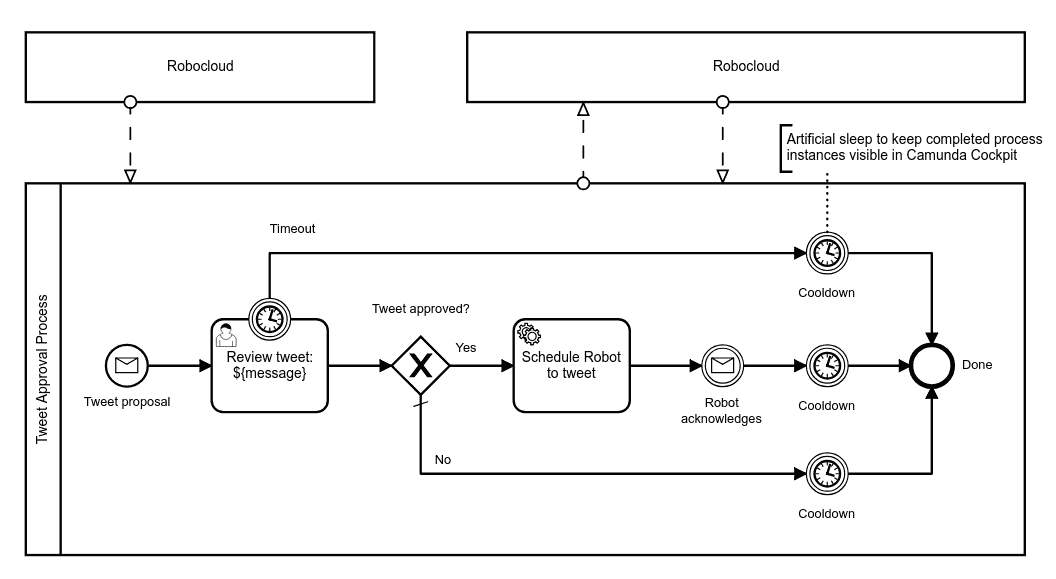 Robocloud
Robocloud
Artificial sleep to keep completed process
instances visible in Camunda Cockpit
Tweet Approval Process
Timeout
Cooldown
Tweet approved?
Tweet proposal
Review tweet:
${message}
Yes
Schedule Robot
to tweet
Robot
acknowledges
Cooldown
Done
No
Cooldown